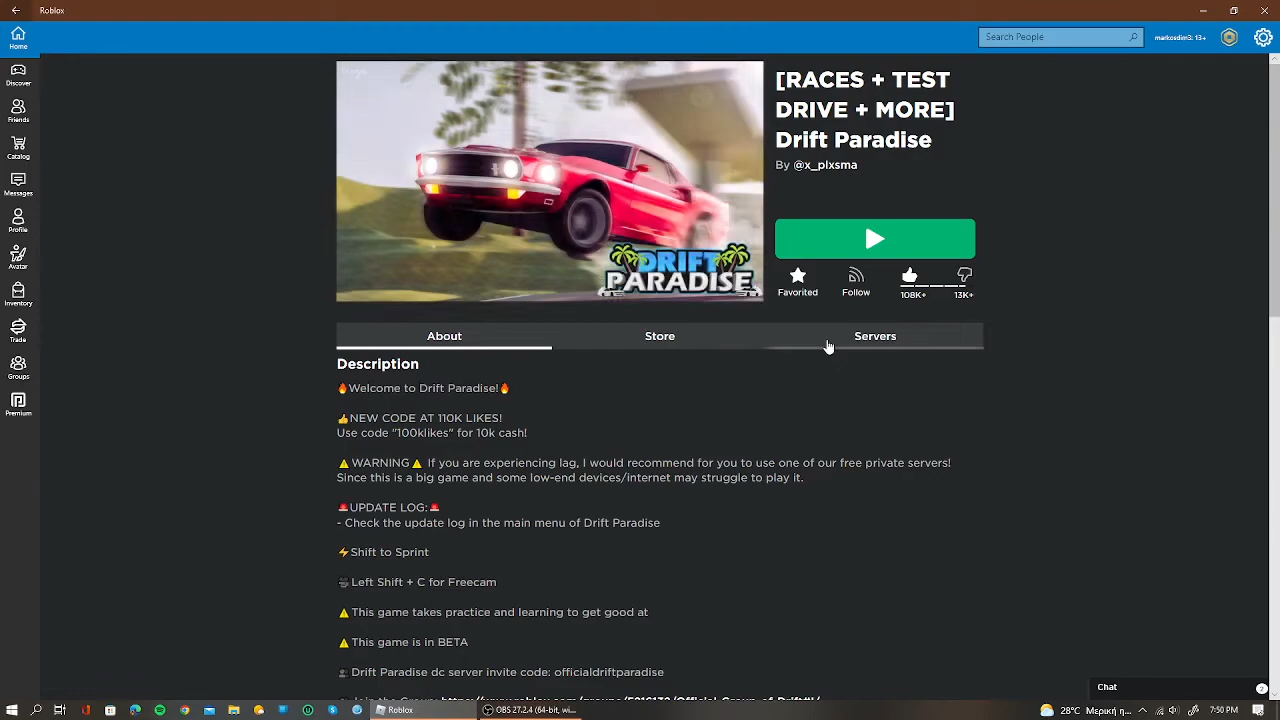 Roblox
Home
Search People
markosdim3: 13+
Discover
Friends
Catalog
Messages
Profile
Avatar
Inventory
Trade
Groups
Premium
DRIFT
PARADISE
[RACES + TEST
DRIVE + MORE]
Drift Paradise
By @x_plxsma
Favorited
Follow
108K+
13K+
About
Store
Servers
Description
🔥Welcome to Drift Paradise!🔥
👍NEW CODE AT 110K LIKES!
Use code "100klikes" for 10k cash!
⚠WARNING⚠ If you are experiencing lag, I would recommend for you to use one of our free private servers!
Since this is a big game and some low-end devices/internet may struggle to play it.
🚨UPDATE LOG:🚨
- Check the update log in the main menu of Drift Paradise
⚡Shift to Sprint
Left Shift + C for Freecam
⚠This game takes practice and learning to get good at
⚠This game is in BETA
Drift Paradise dc server invite code: officialdriftparadise
Chat
2
Roblox
OBS 27.2.4 (64-bit, w...
28°C Μερική η...
7:50 PM